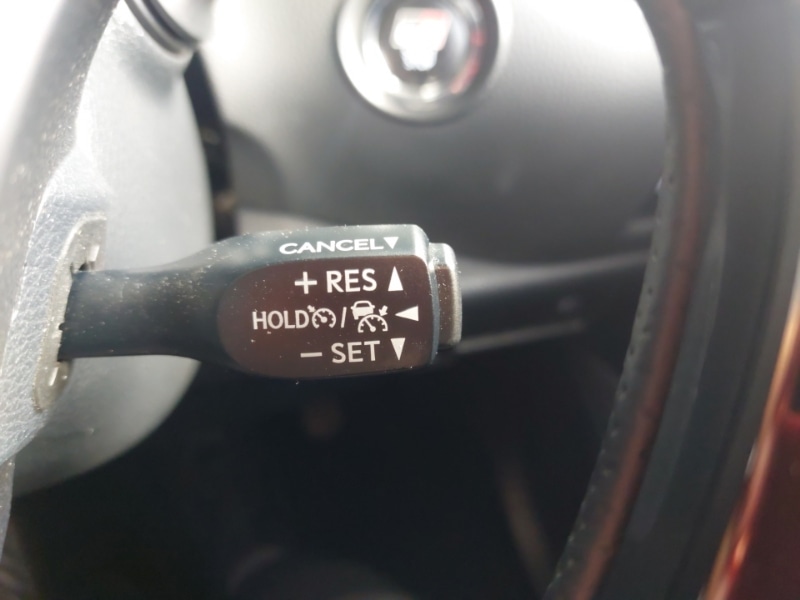 CANCEL▼
+ RES ▲
HOLD / ◀
− SET ▼